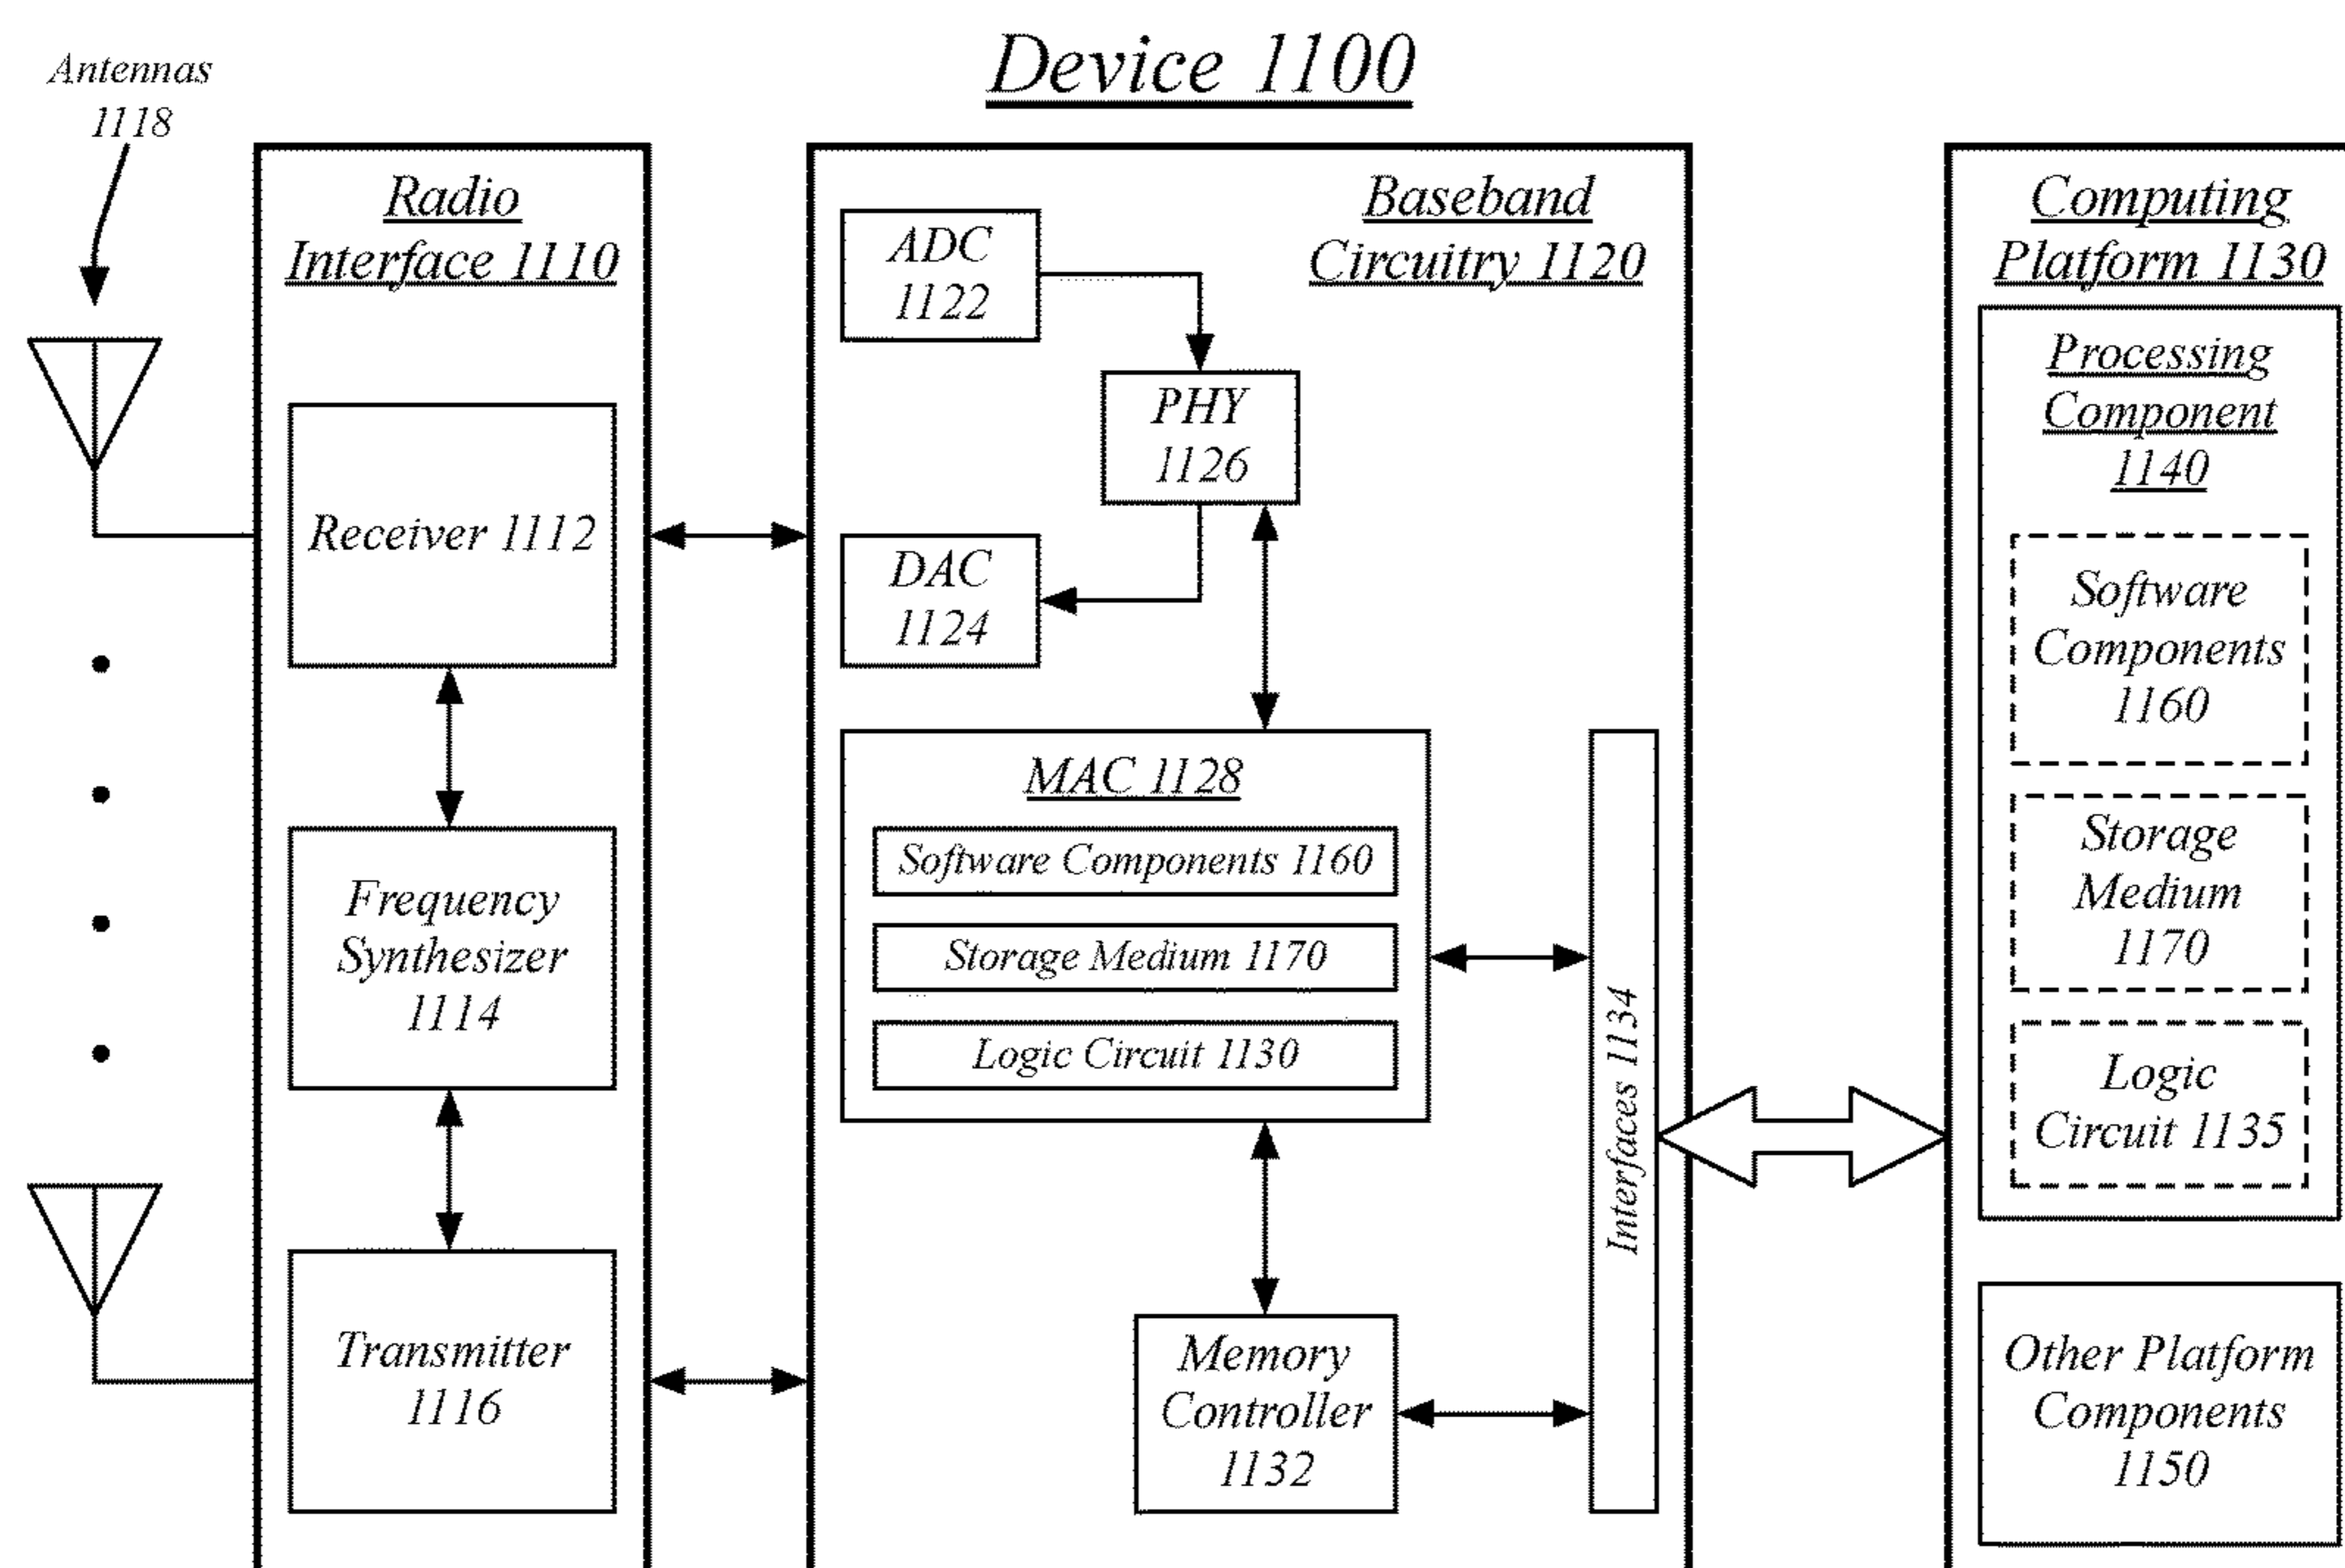 Device 1100
Antennas
1118
Radio
Interface 1110
Receiver 1112
Frequency
Synthesizer
1114
Transmitter
1116
Baseband
Circuitry 1120
ADC
1122
PHY
1126
DAC
1124
MAC 1128
Software Components 1160
Storage Medium 1170
Logic Circuit 1130
Memory
Controller
1132
Interfaces 1134
Computing
Platform 1130
Processing
Component
1140
Software
Components
1160
Storage
Medium
1170
Logic
Circuit 1135
Other Platform
Components
1150